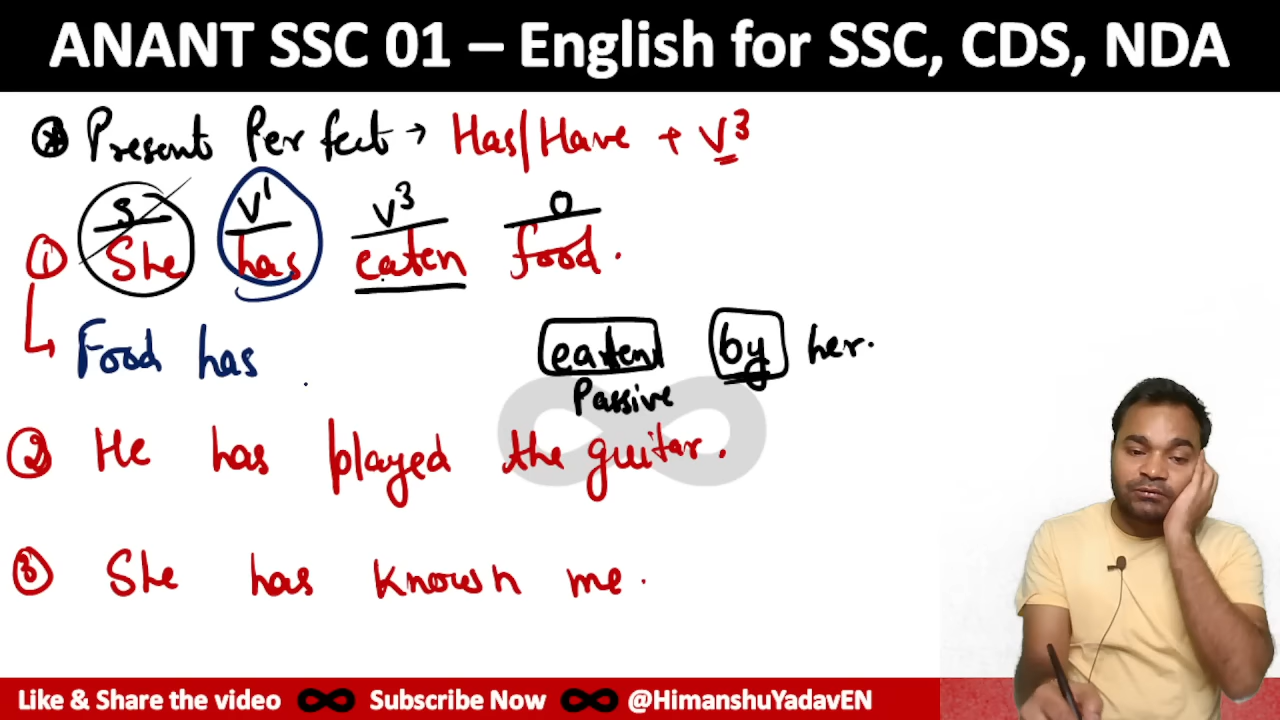 ANANT SSC 01 – English for SSC, CDS, NDA
* Present Perfect → Has/Have + V3
S V1 V3 O
① She has eaten food.
↳ Food has eaten by her.
Passive
② He has played the guitar.
③ She has known me.
Like & Share the video Subscribe Now @HimanshuYadavEN